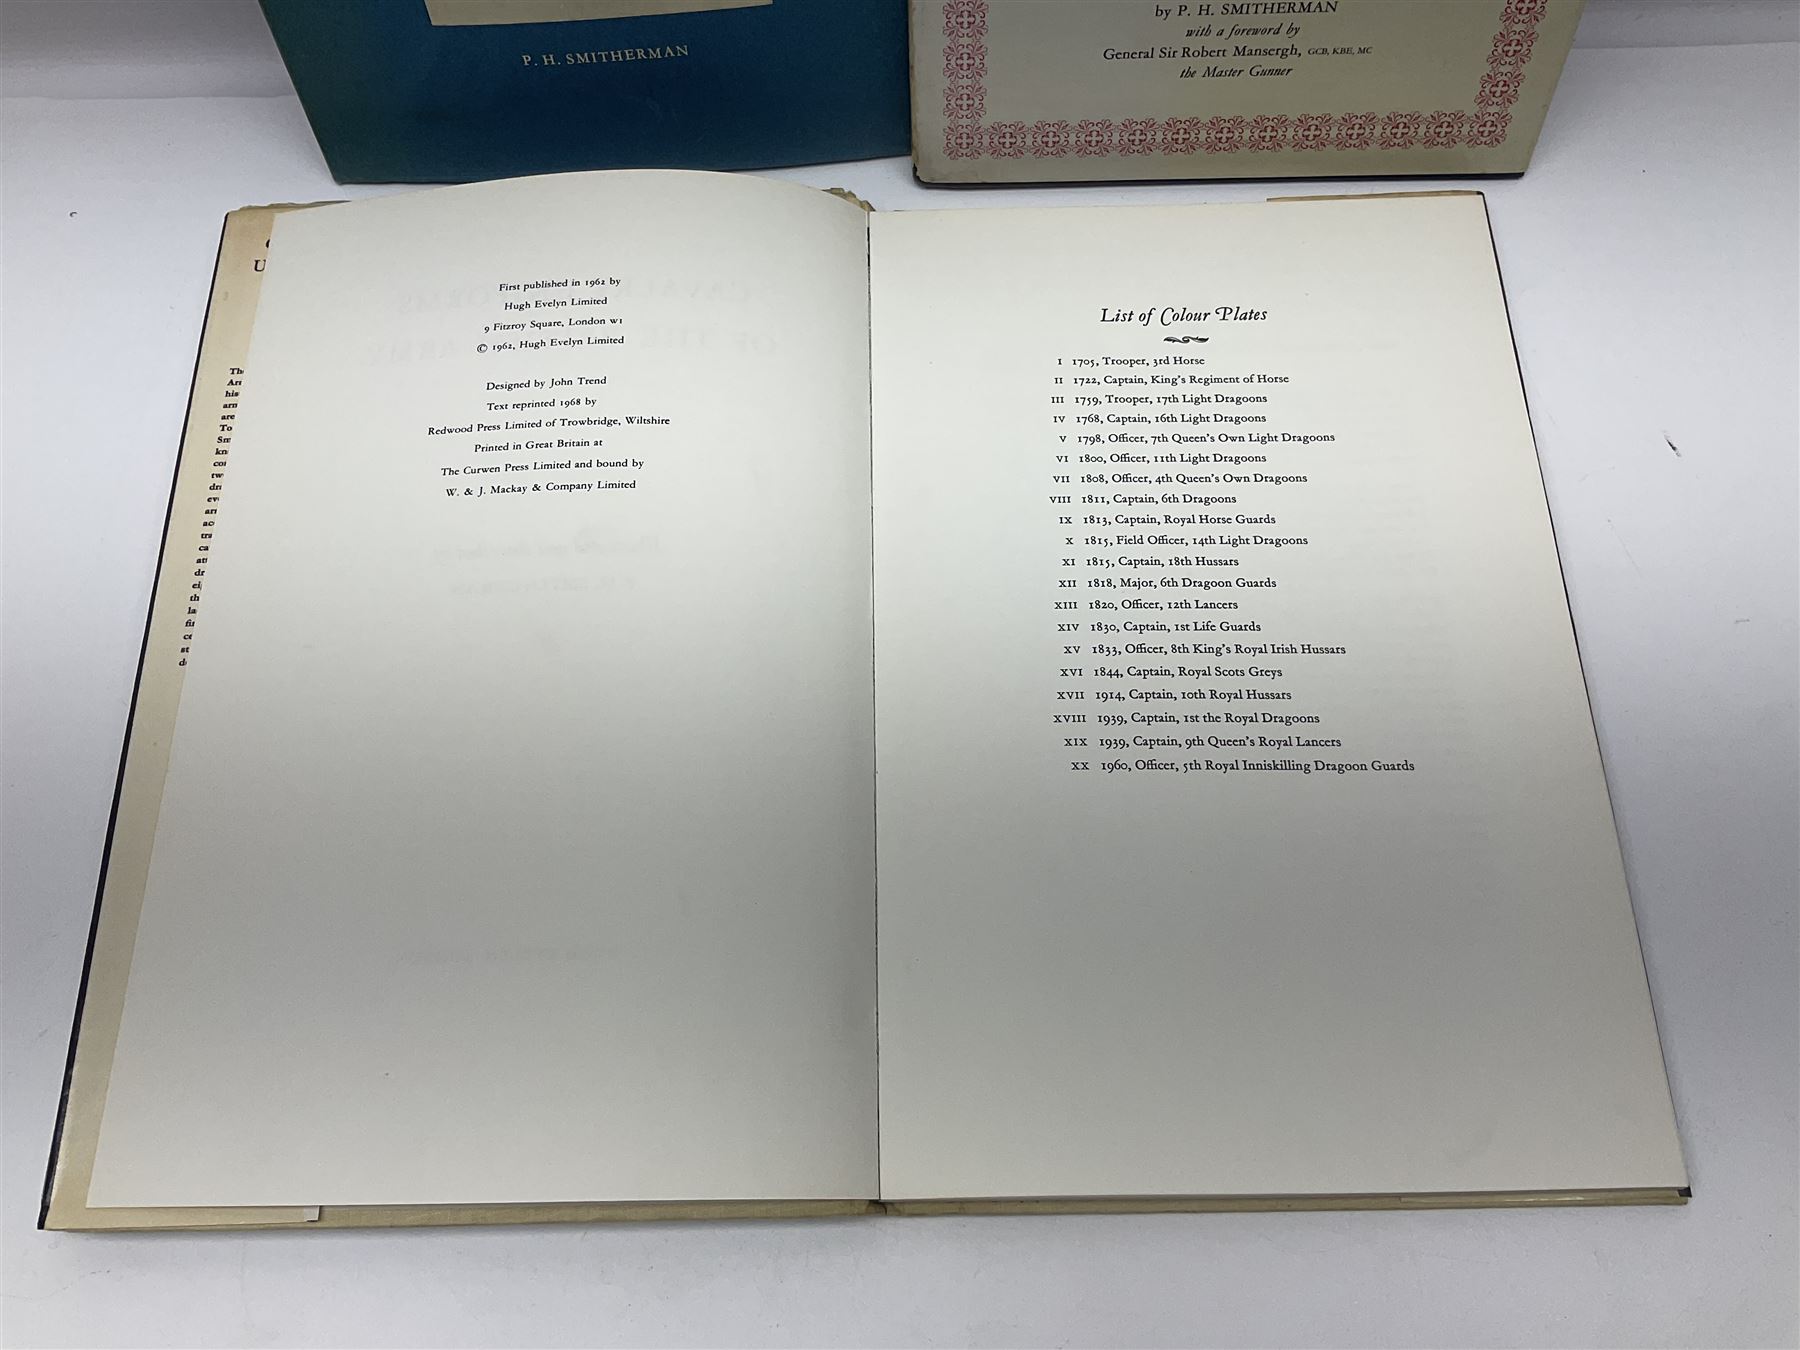 P. H. SMITHERMAN
by P. H. SMITHERMAN
with a foreword by
General Sir Robert Mansergh, GCB, KBE, MC
the Master Gunner
First published in 1962 by
Hugh Evelyn Limited
9 Fitzroy Square, London W1
© 1962, Hugh Evelyn Limited
Designed by John Trend
Text reprinted 1968 by
Redwood Press Limited of Trowbridge, Wiltshire
Printed in Great Britain at
The Curwen Press Limited and bound by
W. & J. Mackay & Company Limited
List of Colour Plates
I 1705, Trooper, 3rd Horse
II 1722, Captain, King's Regiment of Horse
III 1759, Trooper, 17th Light Dragoons
IV 1768, Captain, 16th Light Dragoons
V 1798, Officer, 7th Queen's Own Light Dragoons
VI 1800, Officer, 11th Light Dragoons
VII 1808, Officer, 4th Queen's Own Dragoons
VIII 1811, Captain, 6th Dragoons
IX 1813, Captain, Royal Horse Guards
X 1815, Field Officer, 14th Light Dragoons
XI 1815, Captain, 18th Hussars
XII 1818, Major, 6th Dragoon Guards
XIII 1820, Officer, 12th Lancers
XIV 1830, Captain, 1st Life Guards
XV 1833, Officer, 8th King's Royal Irish Hussars
XVI 1844, Captain, Royal Scots Greys
XVII 1914, Captain, 10th Royal Hussars
XVIII 1939, Captain, 1st the Royal Dragoons
XIX 1939, Captain, 9th Queen's Royal Lancers
XX 1960, Officer, 5th Royal Inniskilling Dragoon Guards